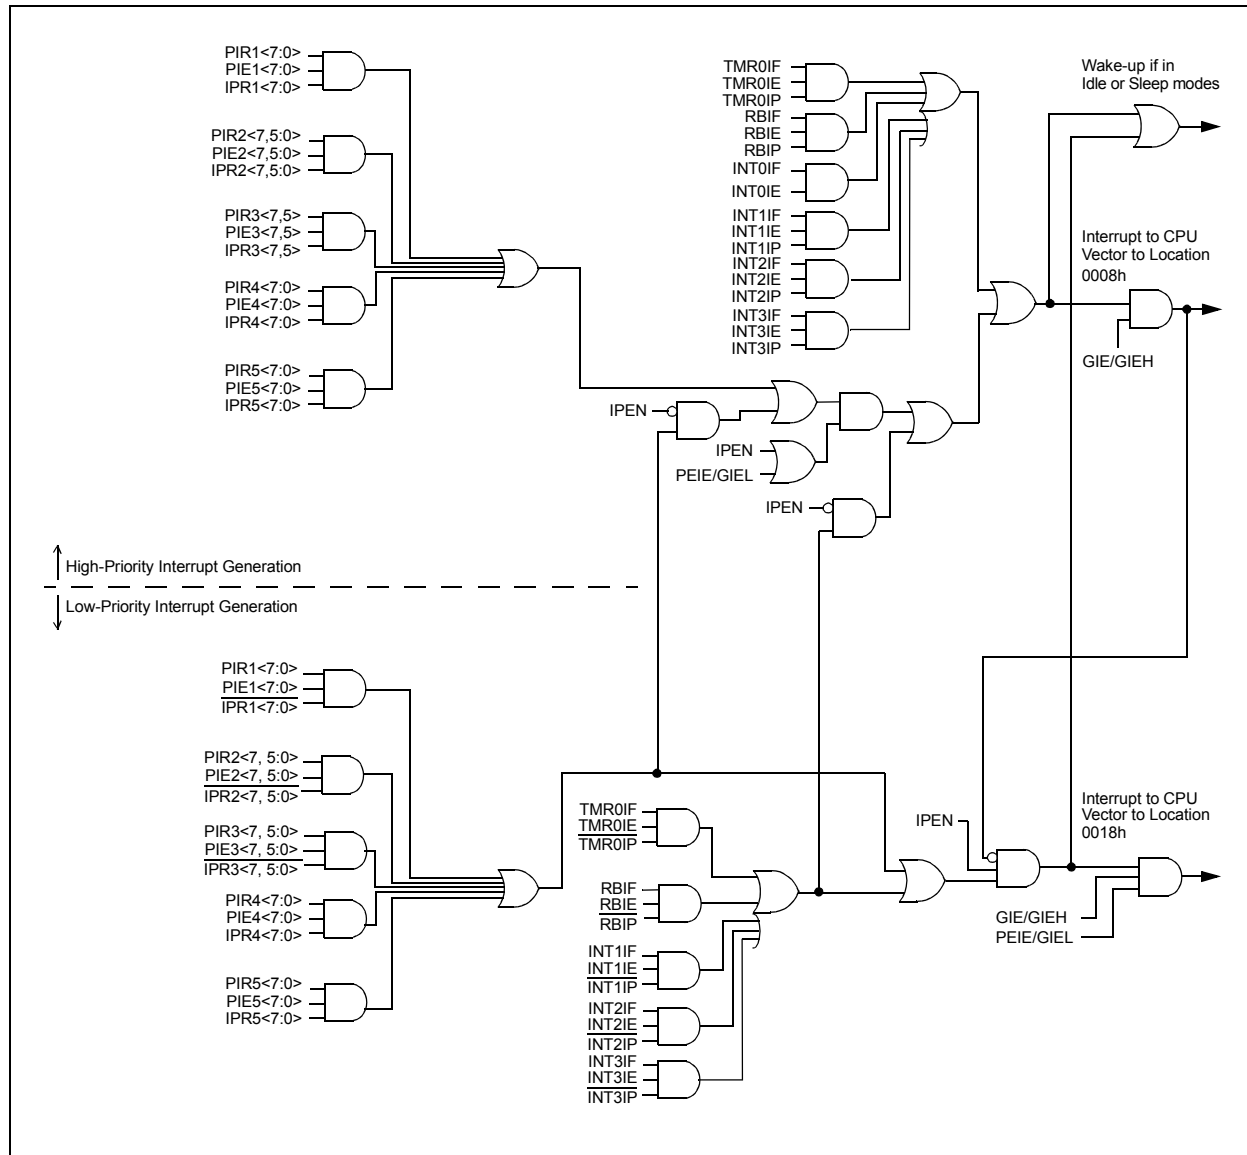 PIR1<7:0>
PIE1<7:0>
IPR1<7:0>
PIR2<7,5:0>
PIE2<7,5:0>
IPR2<7,5:0>
PIR3<7,5>
PIE3<7,5>
IPR3<7,5>
PIR4<7:0>
PIE4<7:0>
IPR4<7:0>
PIR5<7:0>
PIE5<7:0>
IPR5<7:0>
TMR0IF
TMR0IE
TMR0IP
RBIF
RBIE
RBIP
INT0IF
INT0IE
INT1IF
INT1IE
INT1IP
INT2IF
INT2IE
INT2IP
INT3IF
INT3IE
INT3IP
Wake-up if in
Idle or Sleep modes
Interrupt to CPU
Vector to Location
0008h
GIE/GIEH
IPEN
IPEN
PEIE/GIEL
IPEN
High-Priority Interrupt Generation
Low-Priority Interrupt Generation
PIR1<7:0>
PIE1<7:0>
IPR1<7:0>
PIR2<7, 5:0>
PIE2<7, 5:0>
IPR2<7, 5:0>
PIR3<7, 5:0>
PIE3<7, 5:0>
IPR3<7, 5:0>
PIR4<7:0>
PIE4<7:0>
IPR4<7:0>
PIR5<7:0>
PIE5<7:0>
IPR5<7:0>
TMR0IF
TMR0IE
TMR0IP
RBIF
RBIE
RBIP
INT1IF
INT1IE
INT1IP
INT2IF
INT2IE
INT2IP
INT3IF
INT3IE
INT3IP
IPEN
Interrupt to CPU
Vector to Location
0018h
GIE/GIEH
PEIE/GIEL